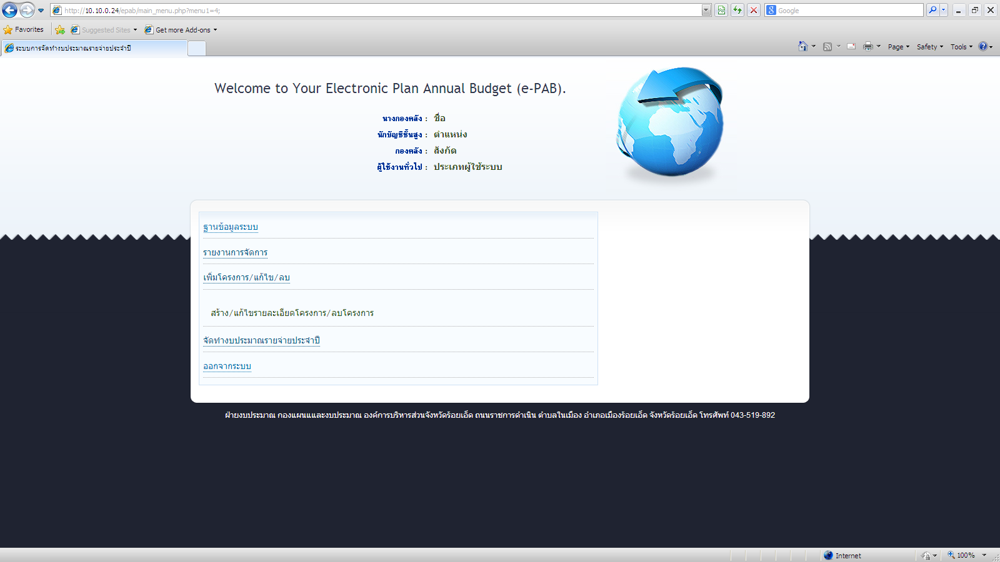 http://10.10.0.24/epab/main_menu.php?menu1=4;
Google
Favorites
Suggested Sites
Get more Add-ons
ระบบการจัดทำงบประมาณรายจ่ายประจำปี
Page
Safety
Tools
Welcome to Your Electronic Plan Annual Budget (e-PAB).
นางกองคลัง : ชื่อ
นักบัญชีชั้นสูง : ตำแหน่ง
กองคลัง : สังกัด
ผู้ใช้งานทั่วไป : ประเภทผู้ใช้ระบบ
ฐานข้อมูลระบบ
รายงานการจัดการ
เพิ่มโครงการ/แก้ไข/ลบ
สร้าง/แก้ไขรายละเอียดโครงการ/ลบโครงการ
จัดทำงบประมาณรายจ่ายประจำปี
ออกจากระบบ
ฝ่ายงบประมาณ กองแผนแและงบประมาณ องค์การบริหารส่วนจังหวัดร้อยเอ็ด ถนนราชการดำเนิน ตำบลในเมือง อำเภอเมืองร้อยเอ็ด จังหวัดร้อยเอ็ด โทรศัพท์ 043-519-892
Internet
100%